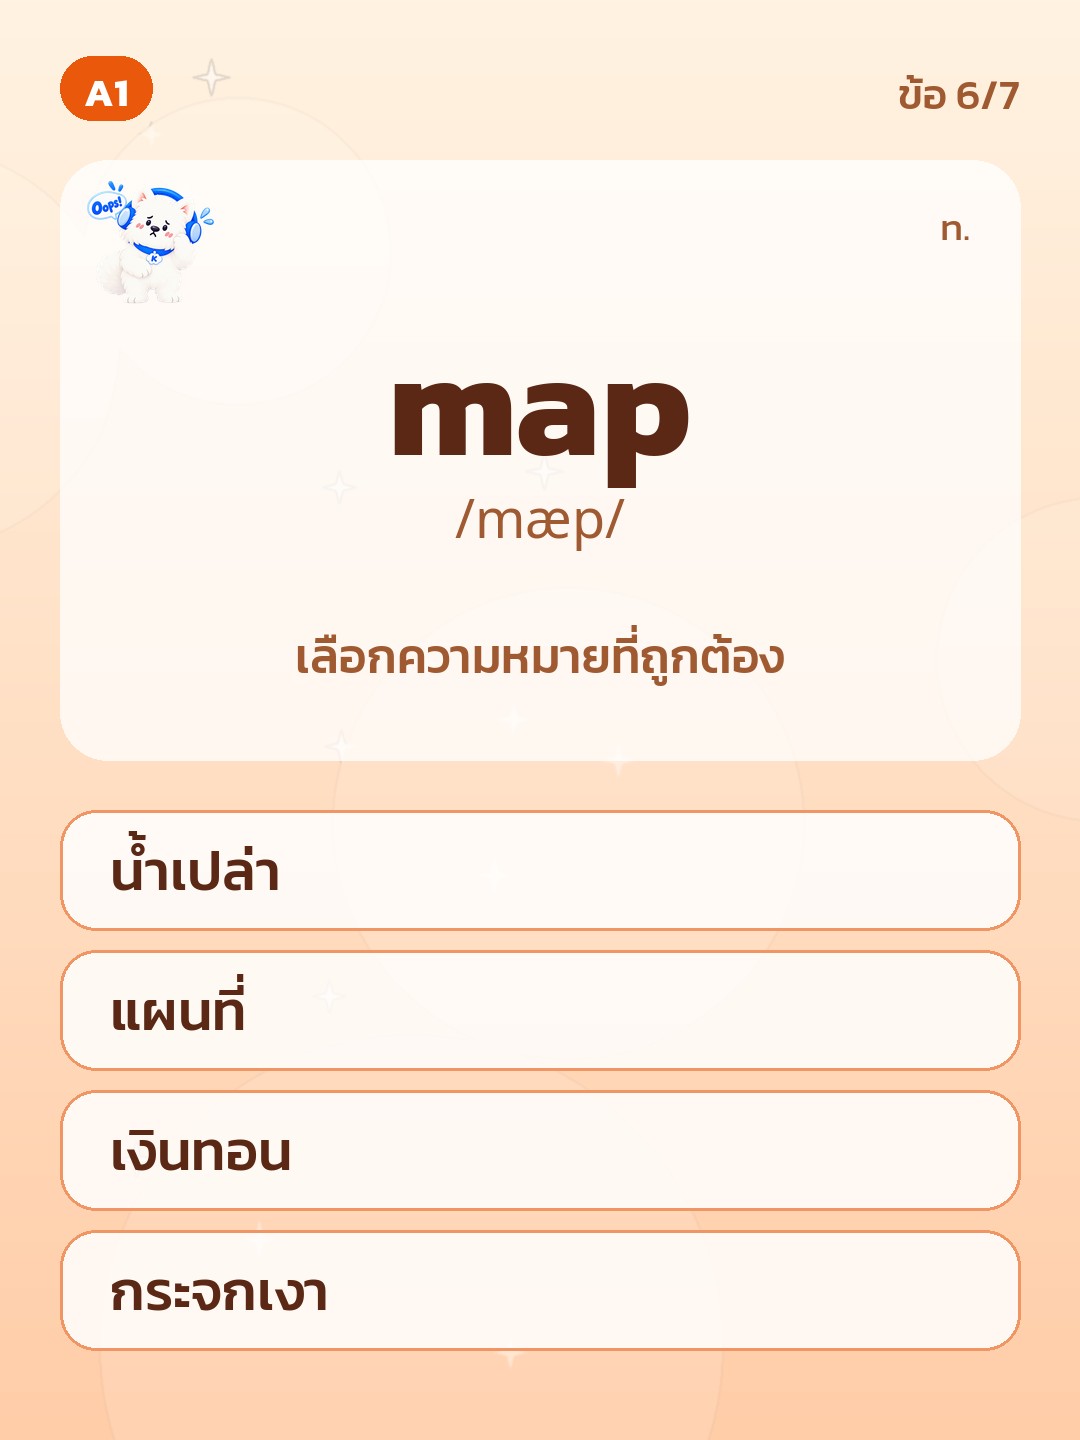 A1
ข้อ 6/7
Oops!
n.
K
map
/mæp/
เลือกความหมายที่ถูกต้อง
น้ำเปล่า
แผนที่
เงินทอน
กระจกเงา